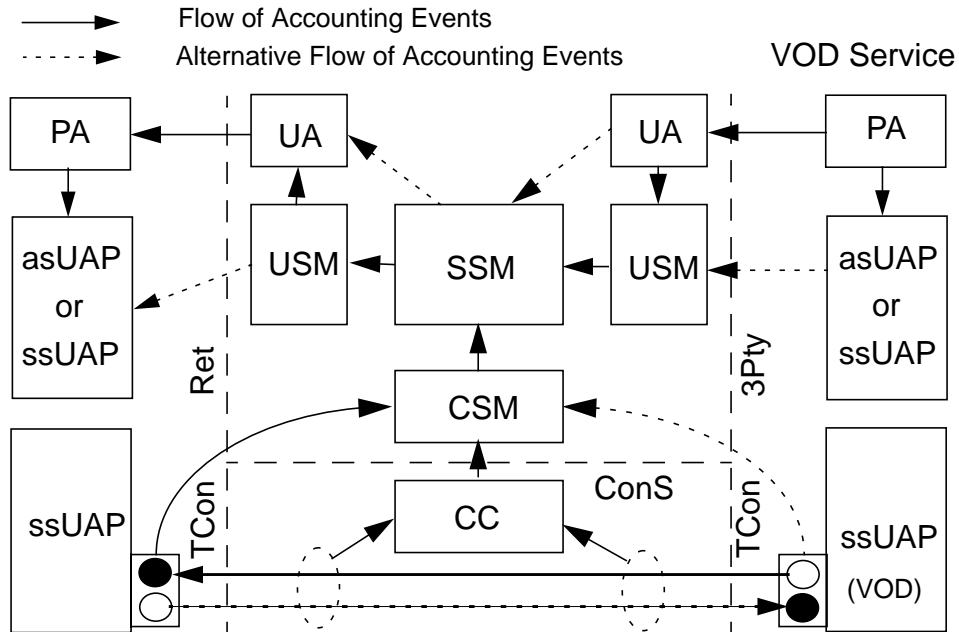 Flow of Accounting Events
Alternative Flow of Accounting Events
VOD Service
PA
UA
UA
PA
asUAP
or
ssUAP
USM
SSM
USM
asUAP
or
ssUAP
Ret
3Pty
CSM
ssUAP
TCon
CC
ConS
TCon
ssUAP
(VOD)